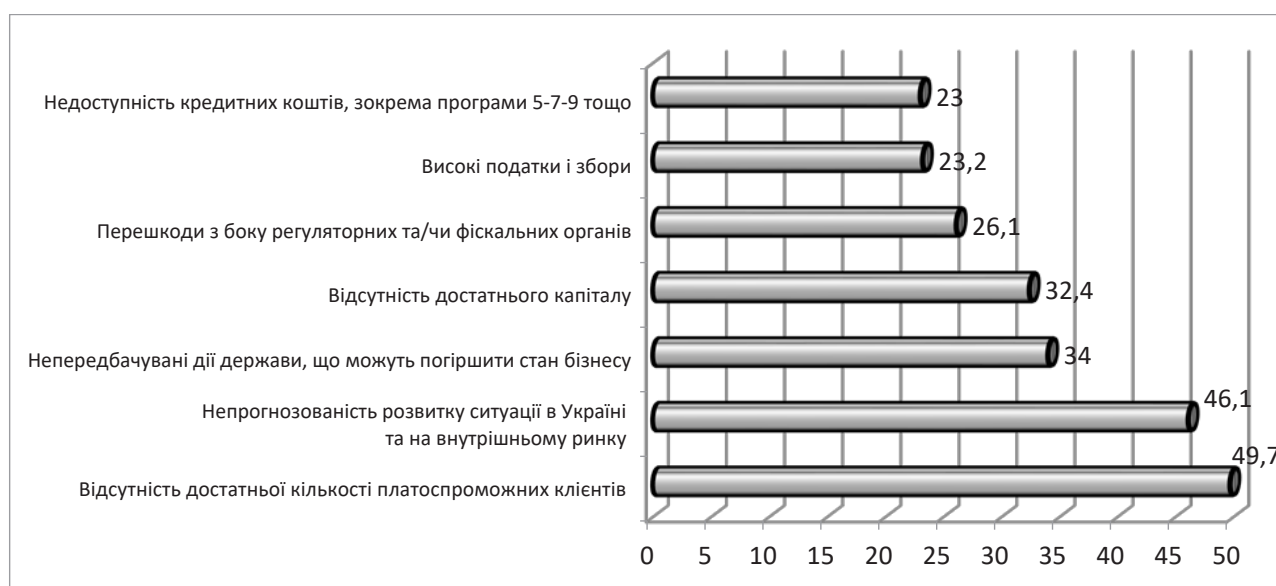 Недоступність кредитних коштів, зокрема програми 5-7-9 тощо
23
Високі податки і збори
23,2
Перешкоди з боку регуляторних та/чи фіскальних органів
26,1
Відсутність достатнього капіталу
32,4
Непередбачувані дії держави, що можуть погіршити стан бізнесу
34
Непрогнозованість розвитку ситуації в Україні
та на внутрішньому ринку
46,1
Відсутність достатньої кількості платоспроможних клієнтів
49,7
0 5 10 15 20 25 30 35 40 45 50